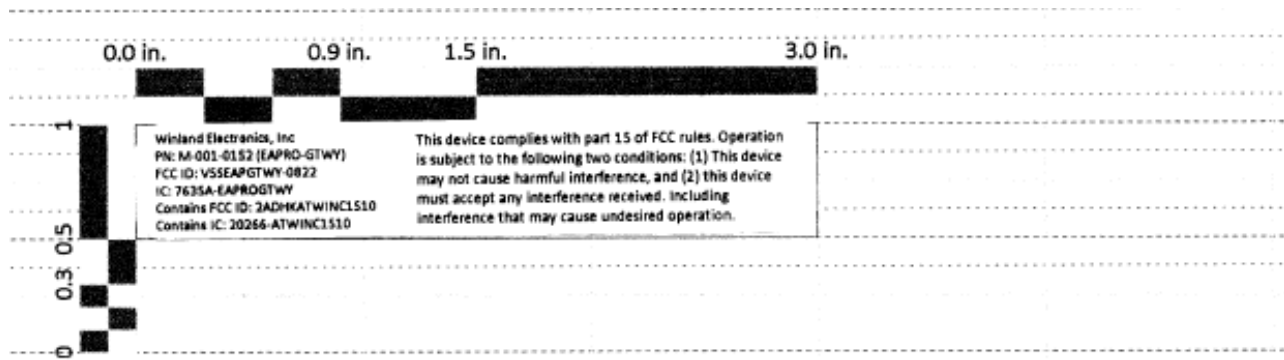 0.0 in. 0.9 in. 1.5 in. 3.0 in.
1
0.5
0.3
0
Winland Electronics, Inc
PN: M-001-0152 (EAPRO-GTWY)
FCC ID: V55EAPGTWY-0822
IC: 7635A-EAPROGTWY
Contains FCC ID: 2ADHKATWINC1510
Contains IC: 20266-ATWINC1510
This device complies with part 15 of FCC rules. Operation
is subject to the following two conditions: (1) This device
may not cause harmful interference, and (2) this device
must accept any interference received. Including
interference that may cause undesired operation.